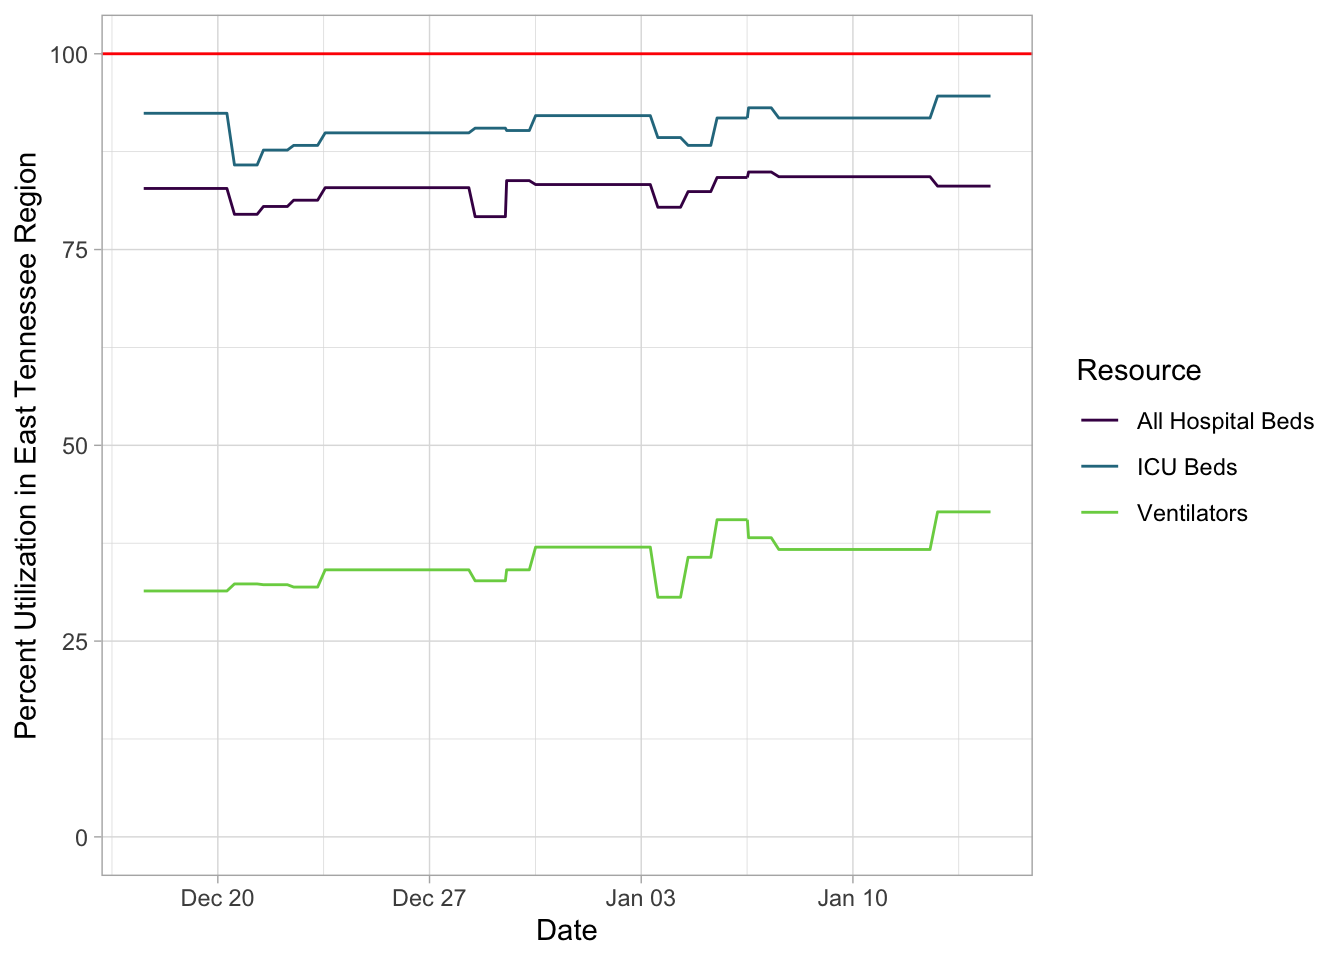 Percent Utilization in East Tennessee Region
100
75
50
25
0
Dec 20
Dec 27
Jan 03
Jan 10
Date
Resource
All Hospital Beds
ICU Beds
Ventilators